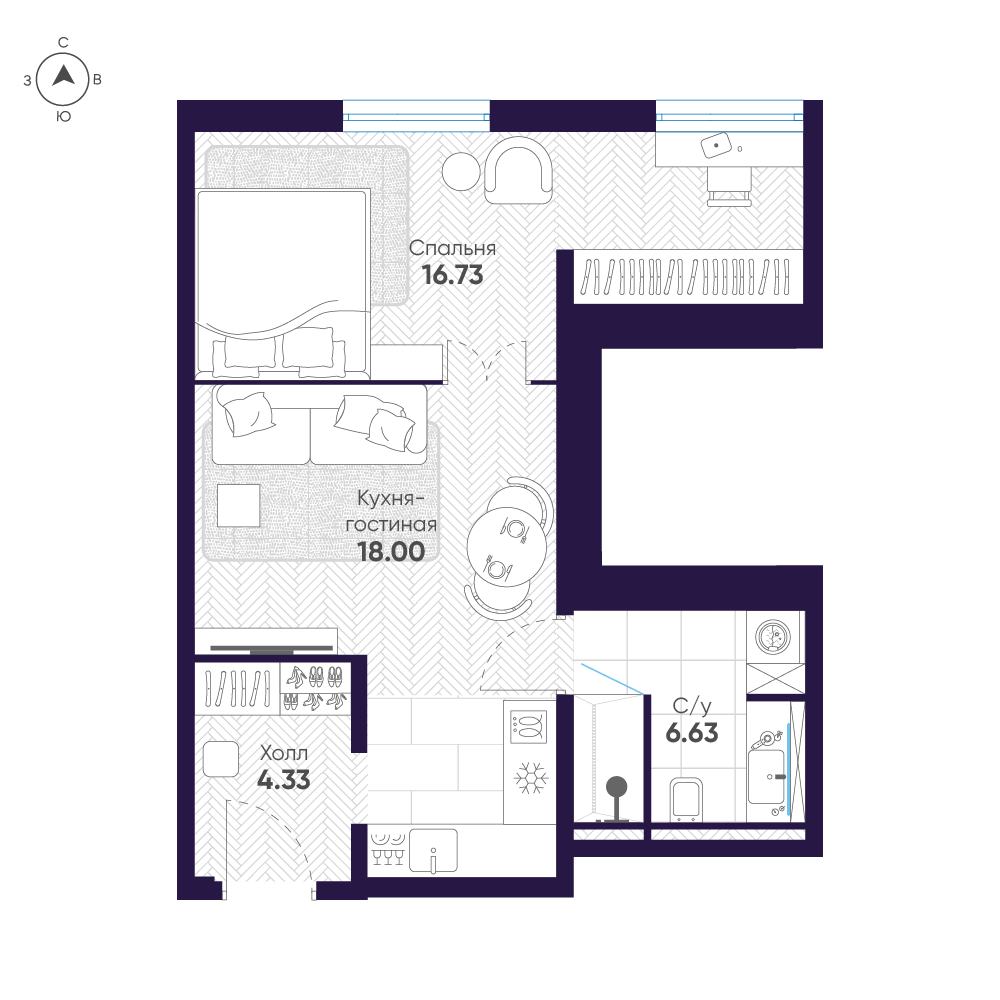 С
З
В
Ю
Спальня
16.73
Кухня-
гостиная
18.00
С/у
6.63
Холл
4.33